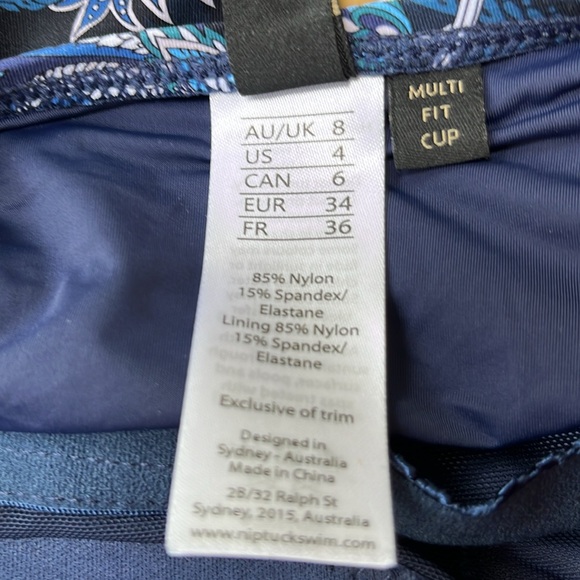 AU/UK 8
US 4
CAN 6
EUR 34
FR 36
85% Nylon
15% Spandex/
Elastane
Lining 85% Nylon
15% Spandex/
Elastane
Exclusive of trim
Designed in
Sydney - Australia
Made in China
2B/32 Ralph St
Sydney, 2015, Australia
www.niptuckswim.com
MULTI
FIT
CUP